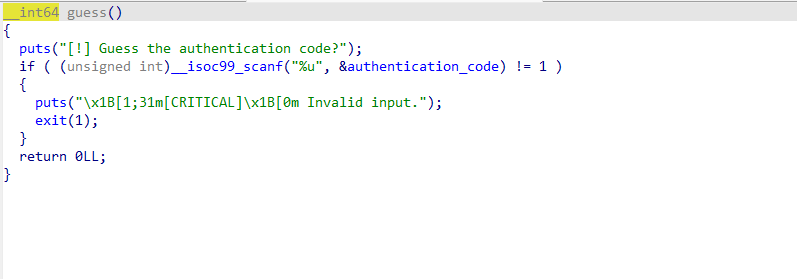 __int64 guess()
{
  puts("[!] Guess the authentication code?");
  if ( (unsigned int)__isoc99_scanf("%u", &authentication_code) != 1 )
  {
    puts("\x1B[1;31m[CRITICAL]\x1B[0m Invalid input.");
    exit(1);
  }
  return 0LL;
}